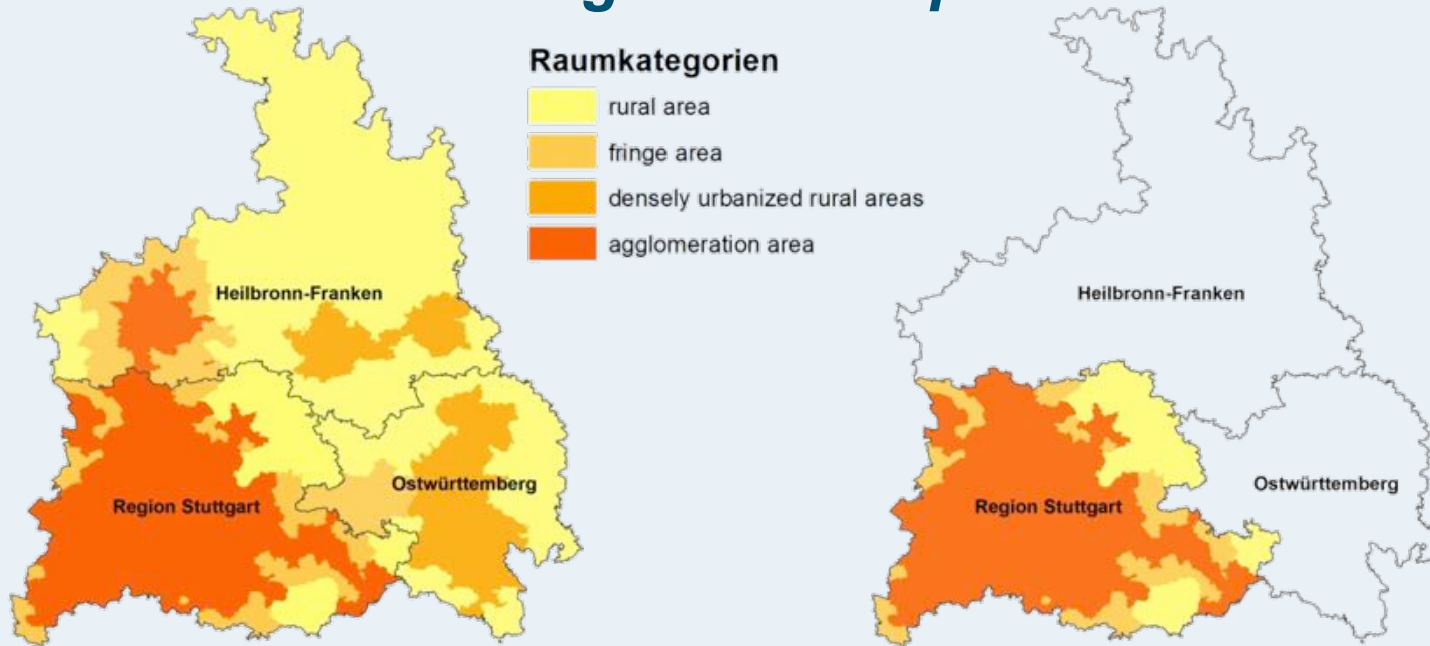 Raumkategorien
rural area
fringe area
densely urbanized rural areas
agglomeration area
Heilbronn-Franken
Region Stuttgart
Ostwürttemberg
Heilbronn-Franken
Region Stuttgart
Ostwürttemberg